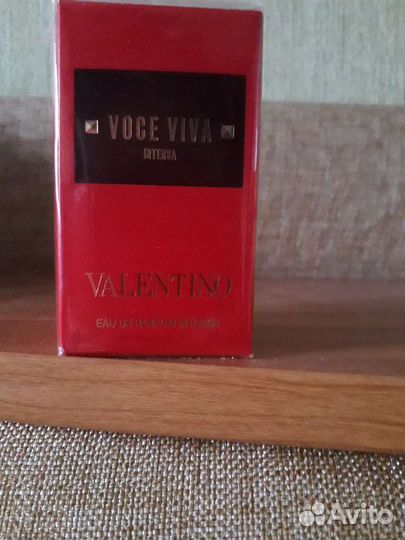 VOCE VIVA
INTENSA
VALENTINO
EAU DE PARFUM INTENSE
Avito